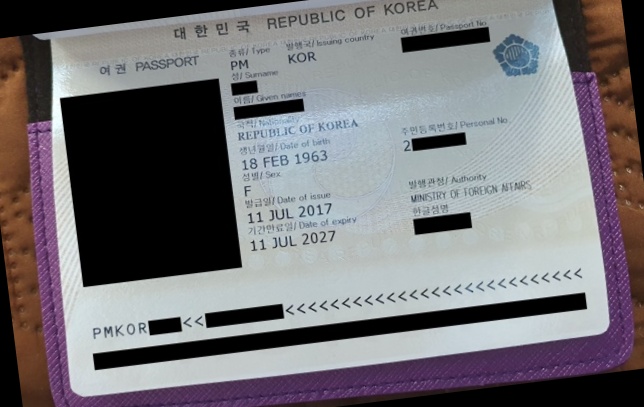 대한민국 REPUBLIC OF KOREA
여권 PASSPORT
종류/ Type 발행국/ Issuing country 여권번호/ Passport No
PM KOR
성/ Surname
이름/ Given names
국적/ Nationality
REPUBLIC OF KOREA
생년월일/ Date of birth 주민등록번호/ Personal No.
18 FEB 1963 2
성별/ Sex
F
발급일/ Date of issue 발행관청/ Authority
11 JUL 2017 MINISTRY OF FOREIGN AFFAIRS
기간만료일/ Date of expiry 한글성명
11 JUL 2027
PMKOR<<<<<<<<<<<<<<<<<<<<<<<<<<<<<<